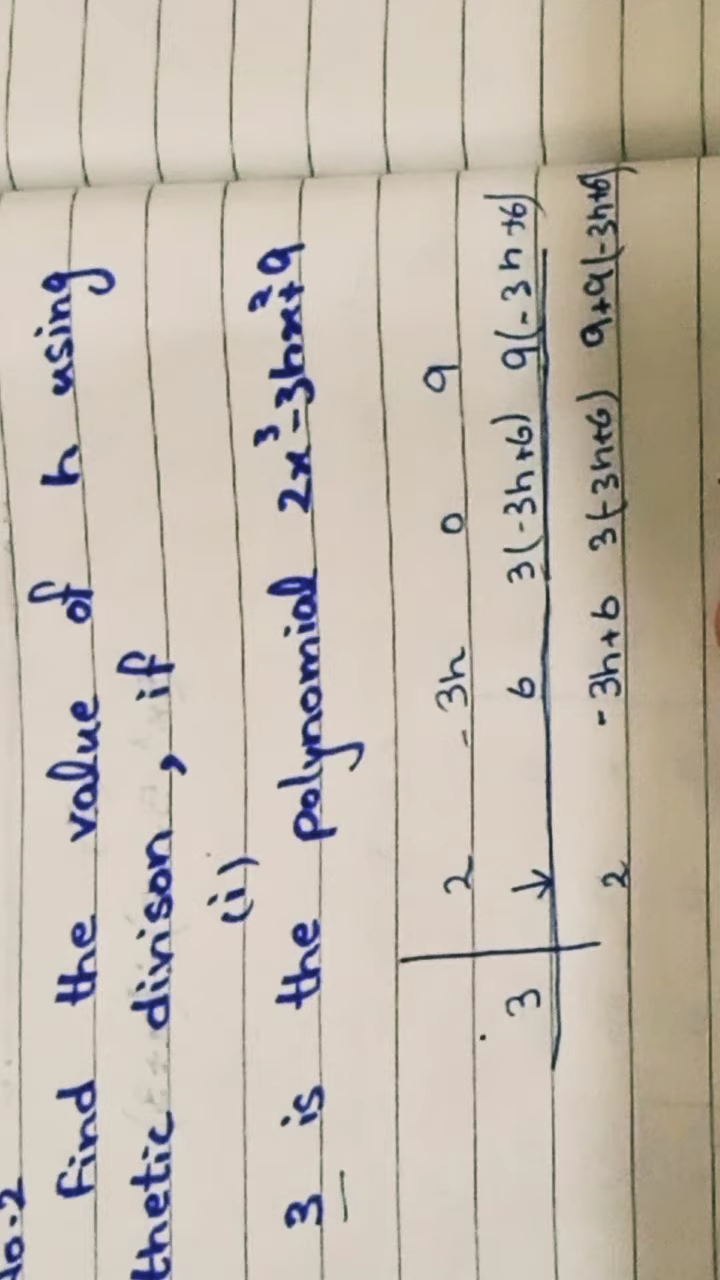 No.2
Find the value of h using
thetic divison, if
(i)
3 is the polynomial 2x³-3hx²+9
2 -3h 0 9
3 ↓ 6 3(-3h+6) 9(-3h+6)
2 -3h+6 3(-3h+6) 9+9(-3h+6)